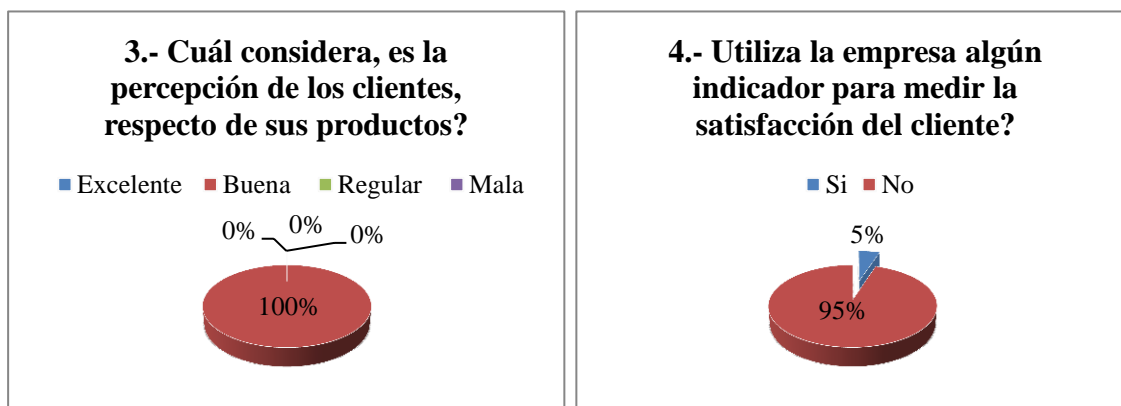 3.- Cuál considera, es la
percepción de los clientes,
respecto de sus productos?
Excelente Buena Regular Mala
0% 0% 0%
100%
4.- Utiliza la empresa algún
indicador para medir la
satisfacción del cliente?
Si No
5%
95%